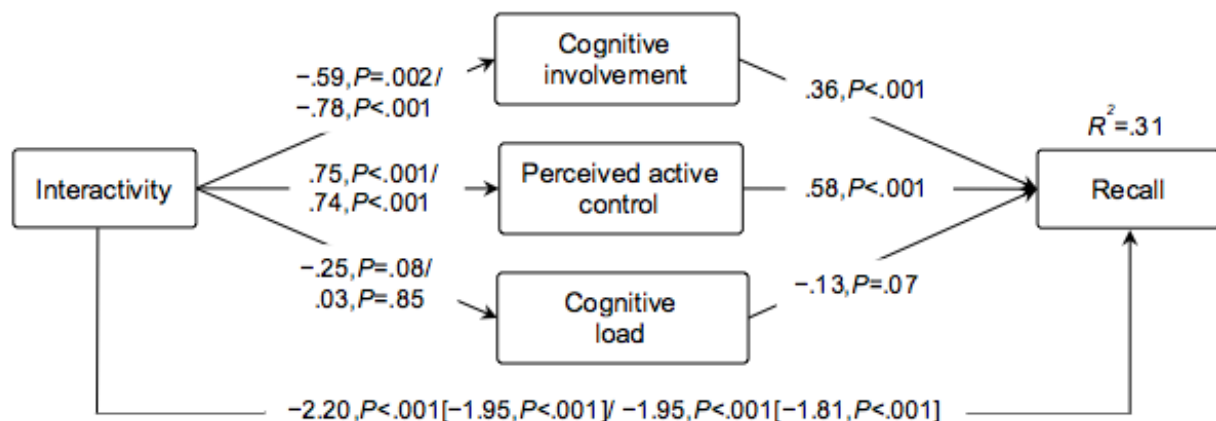 Cognitive
involvement
−.59,P=.002/
−.78,P<.001
.36,P<.001
R²=.31
Interactivity
.75,P<.001/
.74,P<.001
Perceived active
control
.58,P<.001
Recall
−.25,P=.08/
.03,P=.85
Cognitive
load
−.13,P=.07
−2.20,P<.001[−1.95,P<.001]/ −1.95,P<.001[−1.81,P<.001]